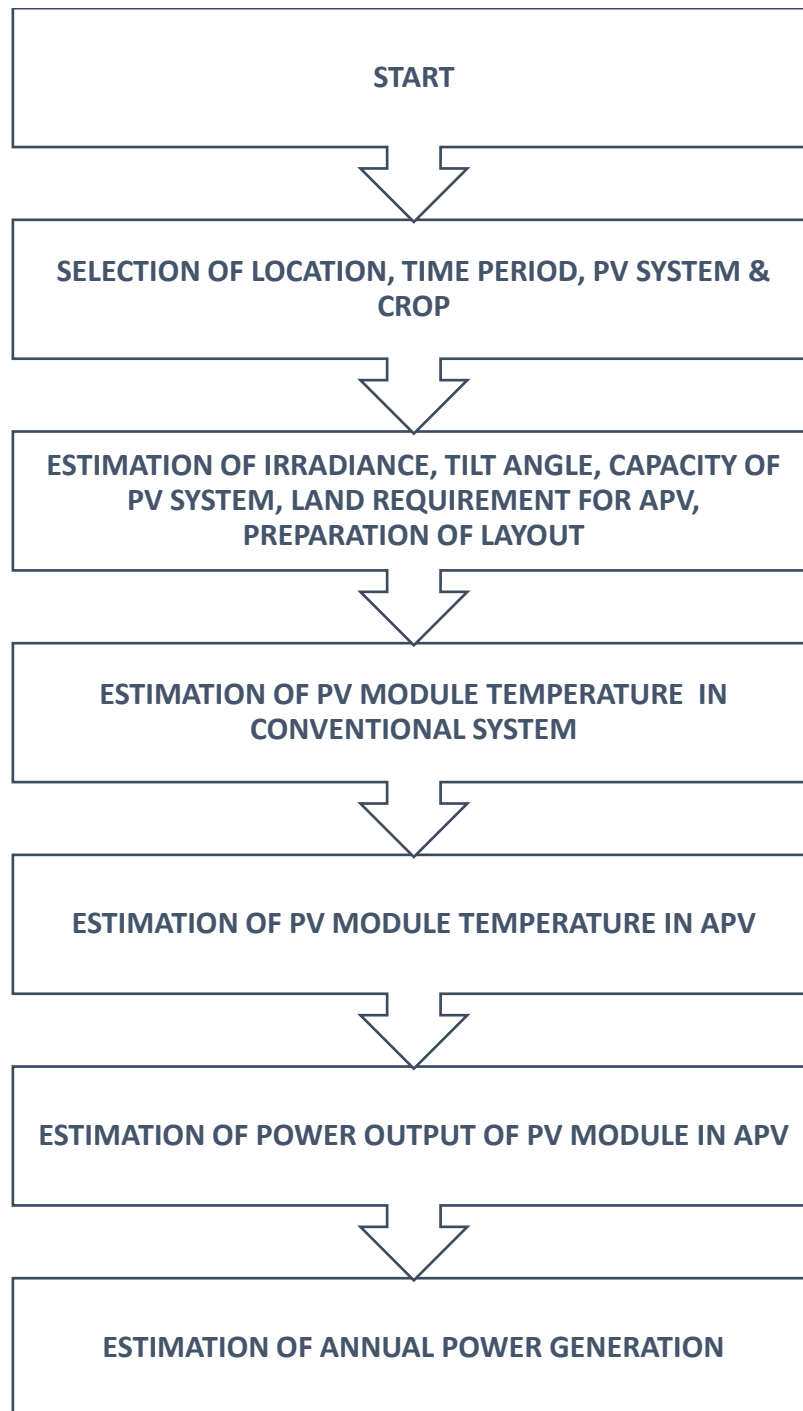 START
SELECTION OF LOCATION, TIME PERIOD, PV SYSTEM &
CROP
ESTIMATION OF IRRADIANCE, TILT ANGLE, CAPACITY OF
PV SYSTEM, LAND REQUIREMENT FOR APV,
PREPARATION OF LAYOUT
ESTIMATION OF PV MODULE TEMPERATURE  IN
CONVENTIONAL SYSTEM
ESTIMATION OF PV MODULE TEMPERATURE IN APV
ESTIMATION OF POWER OUTPUT OF PV MODULE IN APV
ESTIMATION OF ANNUAL POWER GENERATION